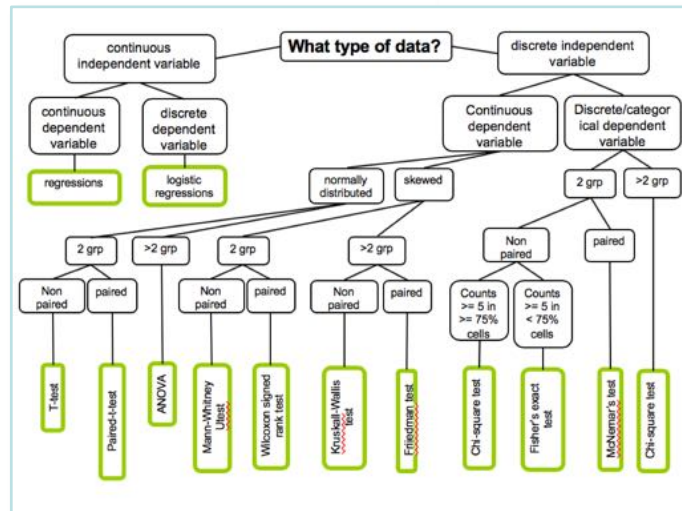 What type of data?
continuous
independent variable
discrete independent
variable
continuous
dependent
variable
discrete
dependent
variable
Continuous
dependent
variable
Discrete/categor
ical dependent
variable
regressions
logistic
regressions
normally
distributed
skewed
2 grp
>2 grp
2 grp
>2 grp
2 grp
>2 grp
Non
paired
paired
Non
paired
paired
Non
paired
paired
Non
paired
paired
Counts
>= 5 in
>= 75%
cells
Counts
>= 5 in
< 75%
cells
T-test
Paired-t-test
ANOVA
Mann-Whitney
Utest
Wilcoxon signed
rank test
Kruskall-Wallis
test
Friiedman test
Chi-square test
Fisher's exact
test
McNemar's test
Chi-square test